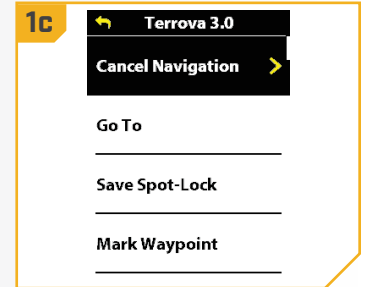 1c
Terrova 3.0
Cancel Navigation
Go To
Save Spot-Lock
Mark Waypoint